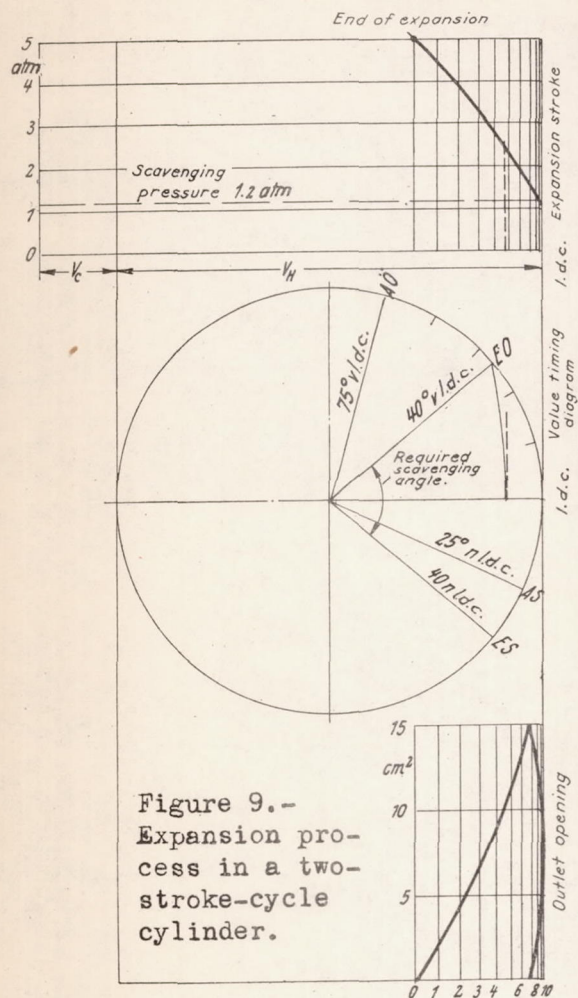 End of expansion
5
atm
4
3
2
1
0
Scavenging
pressure 1.2 atm
Expansion stroke
l.d.c.
V_C
V_H
AÖ
75° v l.d.c.
40° v l.d.c.
EO
Required
scavenging
angle.
25° n l.d.c.
40 n l.d.c.
AS
ES
Value timing
diagram
l.d.c.
15
cm²
10
5
Outlet opening
0 1 2 3 4 6 8 10
Figure 9.-
Expansion pro-
cess in a two-
stroke-cycle
cylinder.